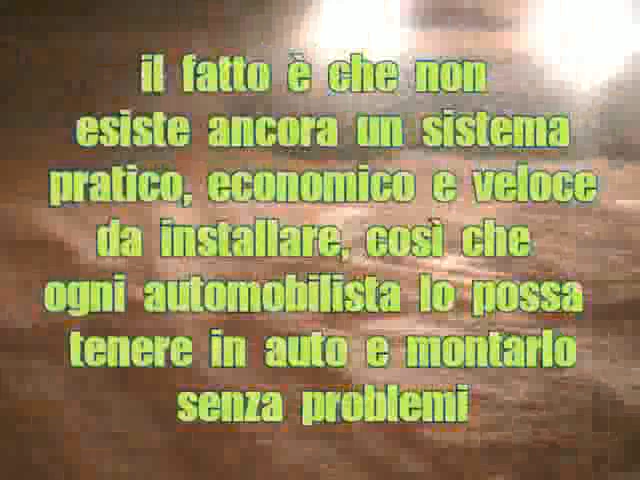 il fatto è che non
esiste ancora un sistema
pratico, economico e veloce
da installare, così che
ogni automobilista lo possa
tenere in auto e montarlo
senza problemi